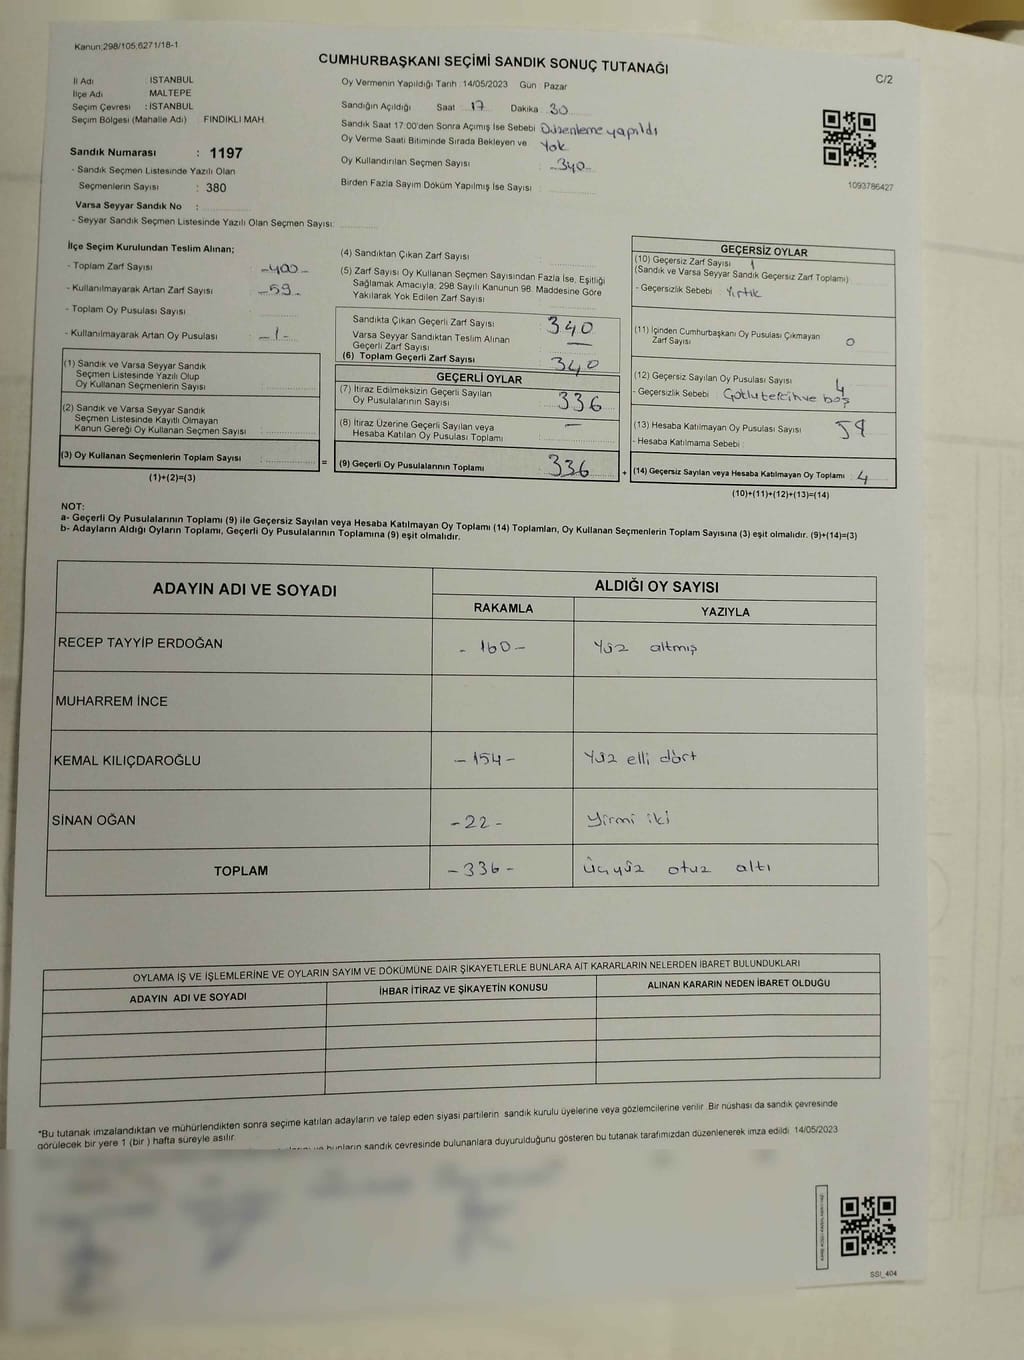 Kanun;298/105;6271/18-1
CUMHURBAŞKANI SEÇİMİ SANDIK SONUÇ TUTANAĞI
C/2
İl Adı : İSTANBUL
İlçe Adı : MALTEPE
Seçim Çevresi : İSTANBUL
Seçim Bölgesi (Mahalle Adı) : FINDIKLI MAH.
Sandık Numarası : 1197
- Sandık Seçmen Listesinde Yazılı Olan
Seçmenlerin Sayısı : 380
Varsa Seyyar Sandık No :
- Seyyar Sandık Seçmen Listesinde Yazılı Olan Seçmen Sayısı:
Oy Vermenin Yapıldığı Tarih :14/05/2023 Gün Pazar
Sandığın Açıldığı Saat 17 Dakika 30
Sandık Saat 17:00'den Sonra Açımış İse Sebebi Düzenleme yapıldı
Oy Verme Saati Bitiminde Sırada Bekleyen ve Yok
Oy Kullandırılan Seçmen Sayısı : -340-
Birden Fazla Sayım Döküm Yapılmış İse Sayısı :
1093786427
İlçe Seçim Kurulundan Teslim Alınan;
- Toplam Zarf Sayısı : -400-
- Kullanılmayarak Artan Zarf Sayısı : -59-
- Toplam Oy Pusulası Sayısı :
- Kullanılmayarak Artan Oy Pusulası : -1-
(1) Sandık ve Varsa Seyyar Sandık
Seçmen Listesinde Yazılı Olup
Oy Kullanan Seçmenlerin Sayısı :
(2) Sandık ve Varsa Seyyar Sandık
Seçmen Listesinde Kayıtlı Olmayan
Kanun Gereği Oy Kullanan Seçmen Sayısı :
(3) Oy Kullanan Seçmenlerin Toplam Sayısı :
(1)+(2)=(3)
(4) Sandıktan Çıkan Zarf Sayısı :
(5) Zarf Sayısı Oy Kullanan Seçmen Sayısından Fazla İse, Eşitliği
Sağlamak Amacıyla; 298 Sayılı Kanunun 98. Maddesine Göre
Yakılarak Yok Edilen Zarf Sayısı :
Sandıkta Çıkan Geçerli Zarf Sayısı : 340
Varsa Seyyar Sandıktan Teslim Alınan
Geçerli Zarf Sayısı : —
(6) Toplam Geçerli Zarf Sayısı : 340
GEÇERLİ OYLAR
(7) İtiraz Edilmeksizin Geçerli Sayılan
Oy Pusulalarının Sayısı : 336
(8) İtiraz Üzerine Geçerli Sayılan veya
Hesaba Katılan Oy Pusulası Toplamı : —
= (9) Geçerli Oy Pusulalarının Toplamı : 336
GEÇERSİZ OYLAR
(10) Geçersiz Zarf Sayısı : 1
(Sandık ve Varsa Seyyar Sandık Geçersiz Zarf Toplamı)
- Geçersizlik Sebebi : Yırtık
(11) İçinden Cumhurbaşkanı Oy Pusulası Çıkmayan
Zarf Sayısı : 0
(12) Geçersiz Sayılan Oy Pusulası Sayısı : 4
- Geçersizlik Sebebi : tercih ve boş
(13) Hesaba Katılmayan Oy Pusulası Sayısı : 59
- Hesaba Katılmama Sebebi :
+ (14) Geçersiz Sayılan veya Hesaba Katılmayan Oy Toplamı : 4
(10)+(11)+(12)+(13)=(14)
NOT:
a- Geçerli Oy Pusulalarının Toplamı (9) ile Geçersiz Sayılan veya Hesaba Katılmayan Oy Toplamı (14) Toplamları, Oy Kullanan Seçmenlerin Toplam Sayısına (3) eşit olmalıdır. (9)+(14)=(3)
b- Adayların Aldığı Oyların Toplamı, Geçerli Oy Pusulalarının Toplamına (9) eşit olmalıdır.
ADAYIN ADI VE SOYADI
ALDIĞI OY SAYISI
RAKAMLA YAZIYLA
RECEP TAYYİP ERDOĞAN - 160 - Yüz altmış
MUHARREM İNCE
KEMAL KILIÇDAROĞLU - 154 - Yüz elli dört
SİNAN OĞAN - 22 - Yirmi iki
TOPLAM - 336 - üçyüz otuz altı
OYLAMA İŞ VE İŞLEMLERİNE VE OYLARIN SAYIM VE DÖKÜMÜNE DAİR ŞİKAYETLERLE BUNLARA AİT KARARLARIN NELERDEN İBARET BULUNDUKLARI
ADAYIN ADI VE SOYADI İHBAR İTİRAZ VE ŞİKAYETİN KONUSU ALINAN KARARIN NEDEN İBARET OLDUĞU
*Bu tutanak imzalandıktan ve mühürlendikten sonra seçime katılan adayların ve talep eden siyasi partilerin sandık kurulu üyelerine veya gözlemcilerine verilir. Bir nüshası da sandık çevresinde
görülecek bir yere 1 (bir ) hafta süreyle asılır.
bunların sandık çevresinde bulunanlara duyurulduğunu gösteren bu tutanak tarafımızdan düzenlenerek imza edildi. 14/05/2023
SSI_404